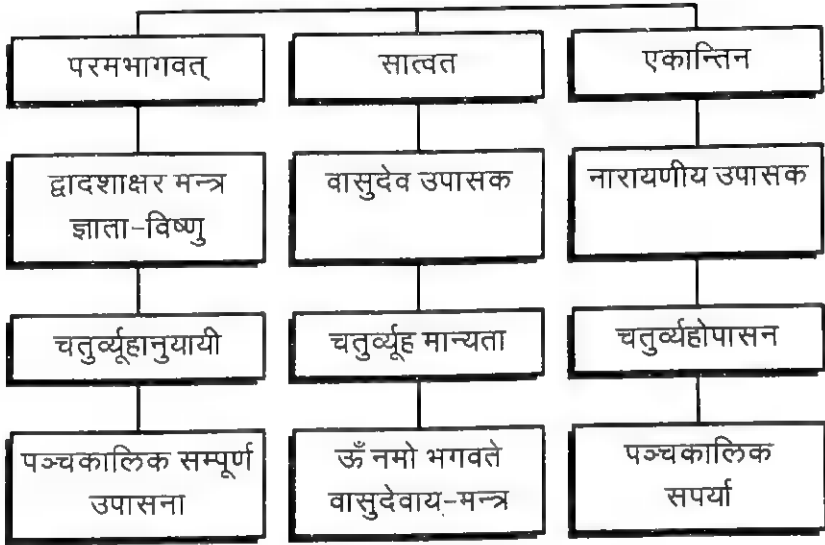 परमभागवत्
सात्वत
एकान्तिन
द्वादशाक्षर मन्त्र
ज्ञाता-विष्णु
वासुदेव उपासक
नारायणीय उपासक
चतुर्व्यूहानुयायी
चतुर्व्यूह मान्यता
चतुर्व्यहोपासन
पञ्चकालिक सम्पूर्ण
उपासना
ऊँ नमो भगवते
वासुदेवाय-मन्त्र
पञ्चकालिक
सपर्या